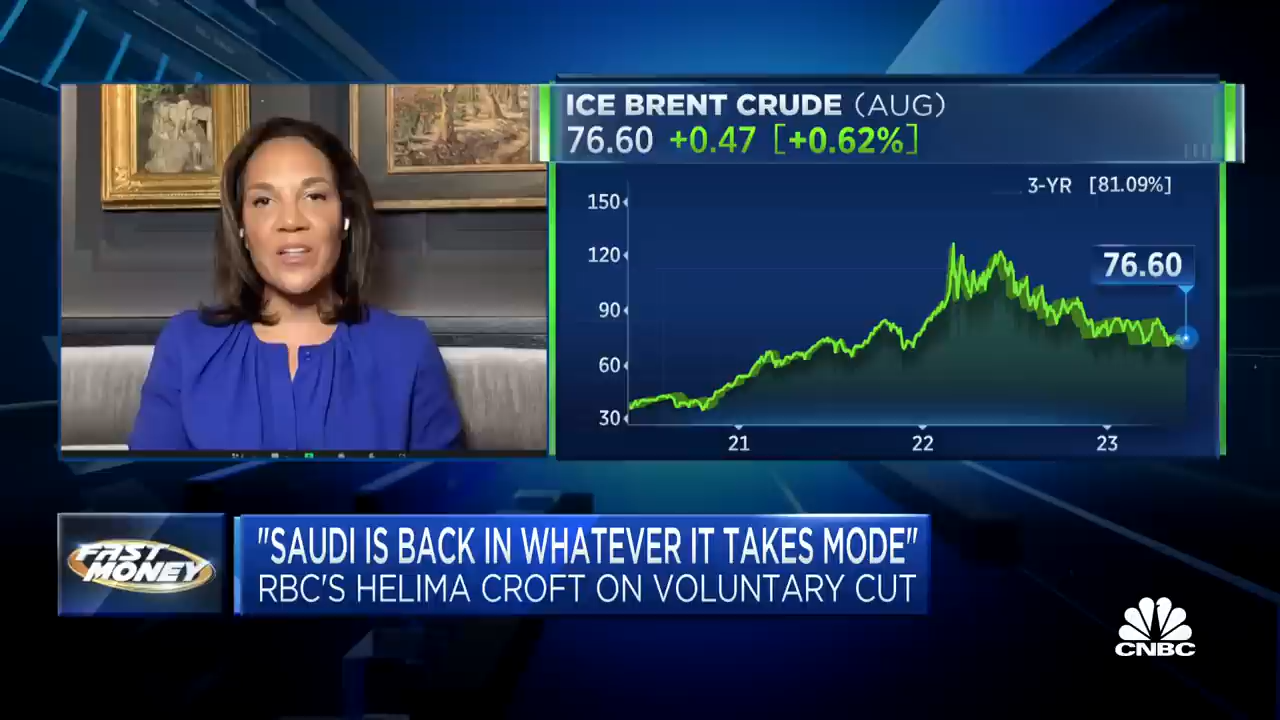 ICE BRENT CRUDE (AUG)
76.60 +0.47 [+0.62%]
3-YR [81.09%]
150
120
90
60
30
76.60
21
22
23
FAST MONEY
"SAUDI IS BACK IN WHATEVER IT TAKES MODE"
RBC'S HELIMA CROFT ON VOLUNTARY CUT
CNBC